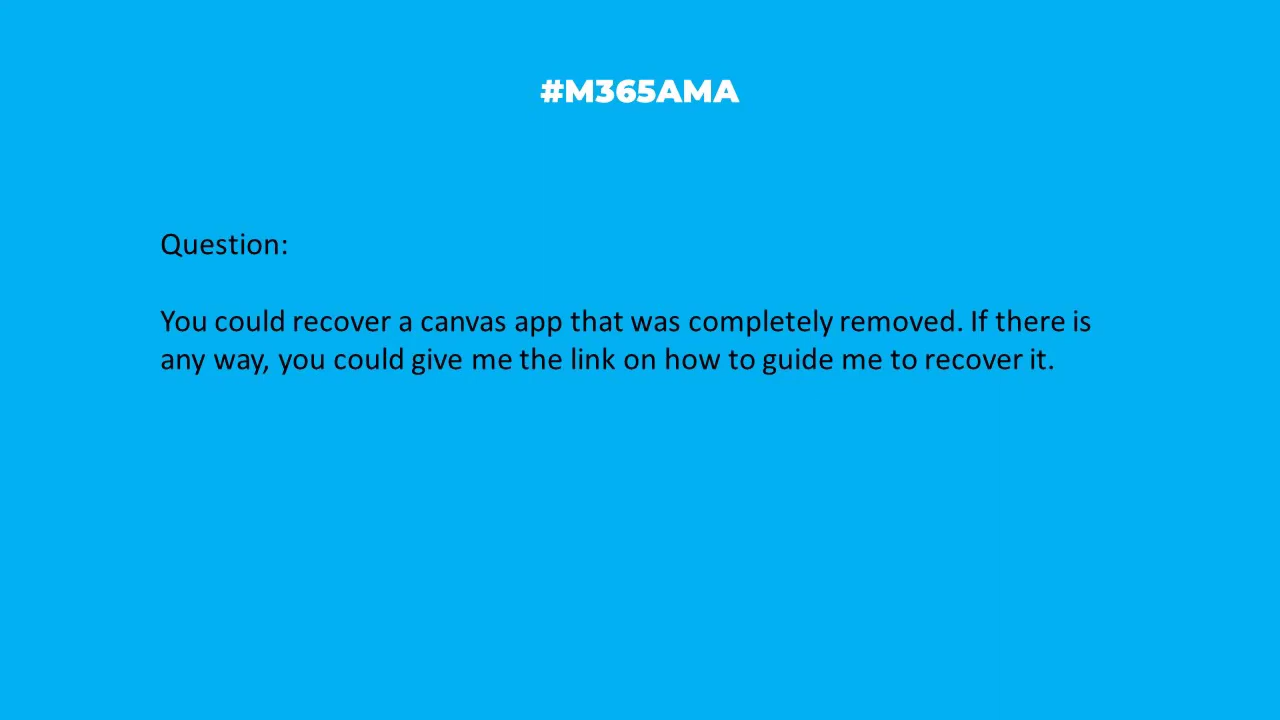 #M365AMA
Question:
You could recover a canvas app that was completely removed. If there is
any way, you could give me the link on how to guide me to recover it.